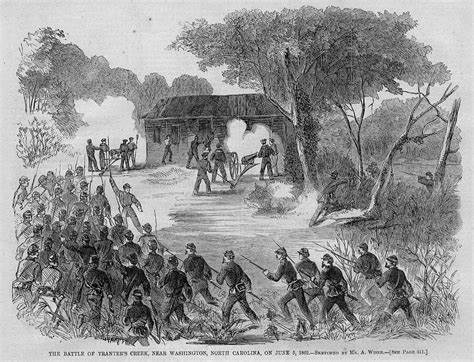 THE BATTLE OF TRANTER'S CREEK, NEAR WASHINGTON, NORTH CAROLINA, ON JUNE 5, 1862.—SKETCHED BY MR. A. WISER.—[SEE PAGE 411.]